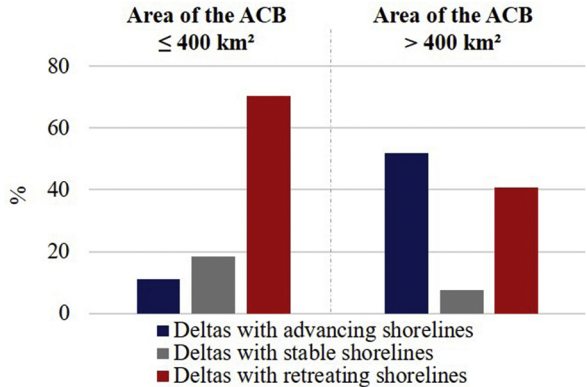 Area of the ACB Area of the ACB
≤ 400 km² > 400 km²
80
60
40
20
0
%
Deltas with advancing shorelines
Deltas with stable shorelines
Deltas with retreating shorelines